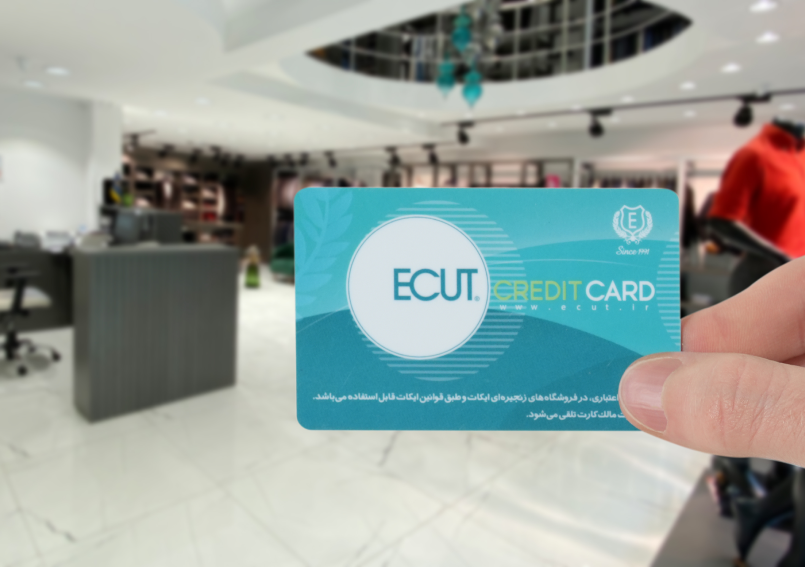 E
Since 1991
ECUT®
CREDIT CARD
www.ecut.ir
اعتباری، در فروشگاه‌های زنجیره‌ای ایکات و طبق قوانین ایکات قابل استفاده می‌باشد.
مالك کارت تلقی می‌شود.